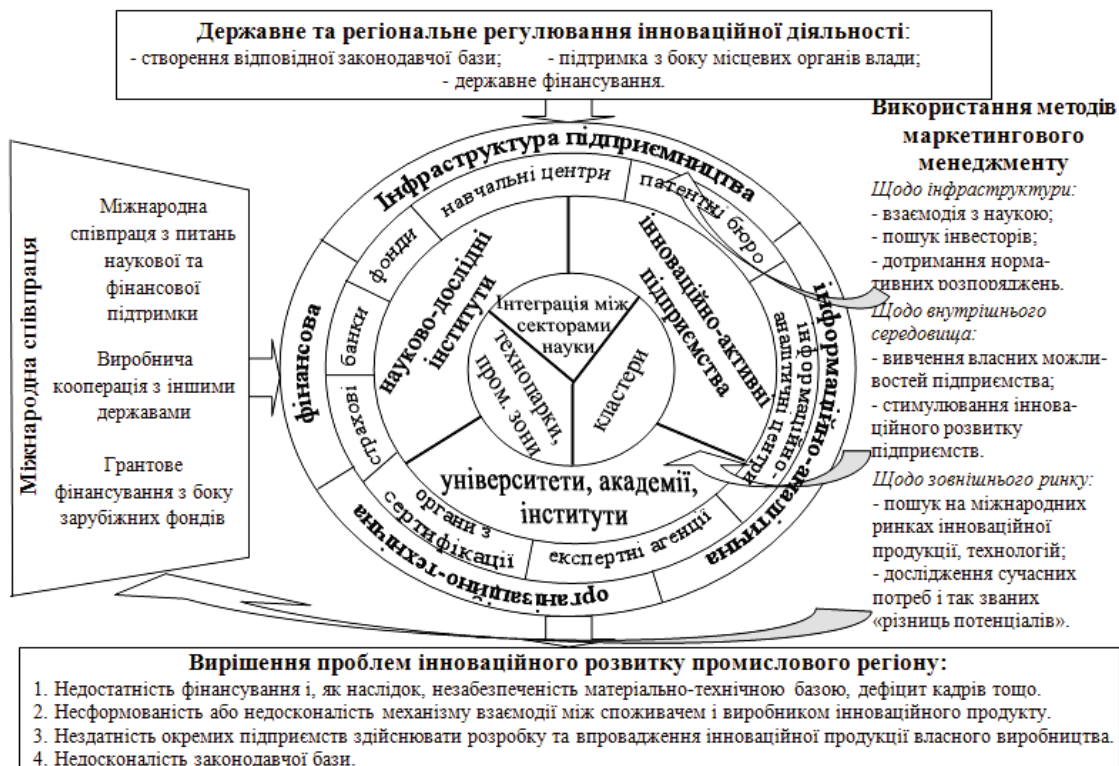 Державне та регіональне регулювання інноваційної діяльності:
- створення відповідної законодавчої бази; - підтримка з боку місцевих органів влади;
- державне фінансування.
Міжнародна співпраця
Міжнародна
співпраця з питань
наукової та
фінансової
підтримки
Виробнича
кооперація з іншими
державами
Грантове
фінансування з боку
зарубіжних фондів
Інфраструктура підприємництва
фінансова
організаційно-технічна
інформаційно-аналітична
страхові
банки
фонди
навчальні центри
патентні бюро
інформаційно-
аналітичні центри
експертні агенції
органи з
сертифікації
науково-дослідні
інститути
інноваційно-активні
підприємства
університети, академії,
інститути
Інтеграція між
секторами
науки
технопарки,
пром. зони
кластери
Використання методів
маркетингового
менеджменту
Щодо інфраструктури:
- взаємодія з наукою;
- пошук інвесторів;
- дотримання норма-
тивних розпоряджень.
Щодо внутрішнього
середовища:
- вивчення власних можли-
востей підприємства;
- стимулювання іннова-
ційного розвитку
підприємств.
Щодо зовнішнього ринку:
- пошук на міжнародних
ринках інноваційної
продукції, технологій;
- дослідження сучасних
потреб і так званих
«різниць потенціалів».
Вирішення проблем інноваційного розвитку промислового регіону:
1. Недостатність фінансування і, як наслідок, незабезпеченість матеріально-технічною базою, дефіцит кадрів тощо.
2. Несформованість або недосконалість механізму взаємодії між споживачем і виробником інноваційного продукту.
3. Нездатність окремих підприємств здійснювати розробку та впровадження інноваційної продукції власного виробництва.
4. Недосконалість законодавчої бази.